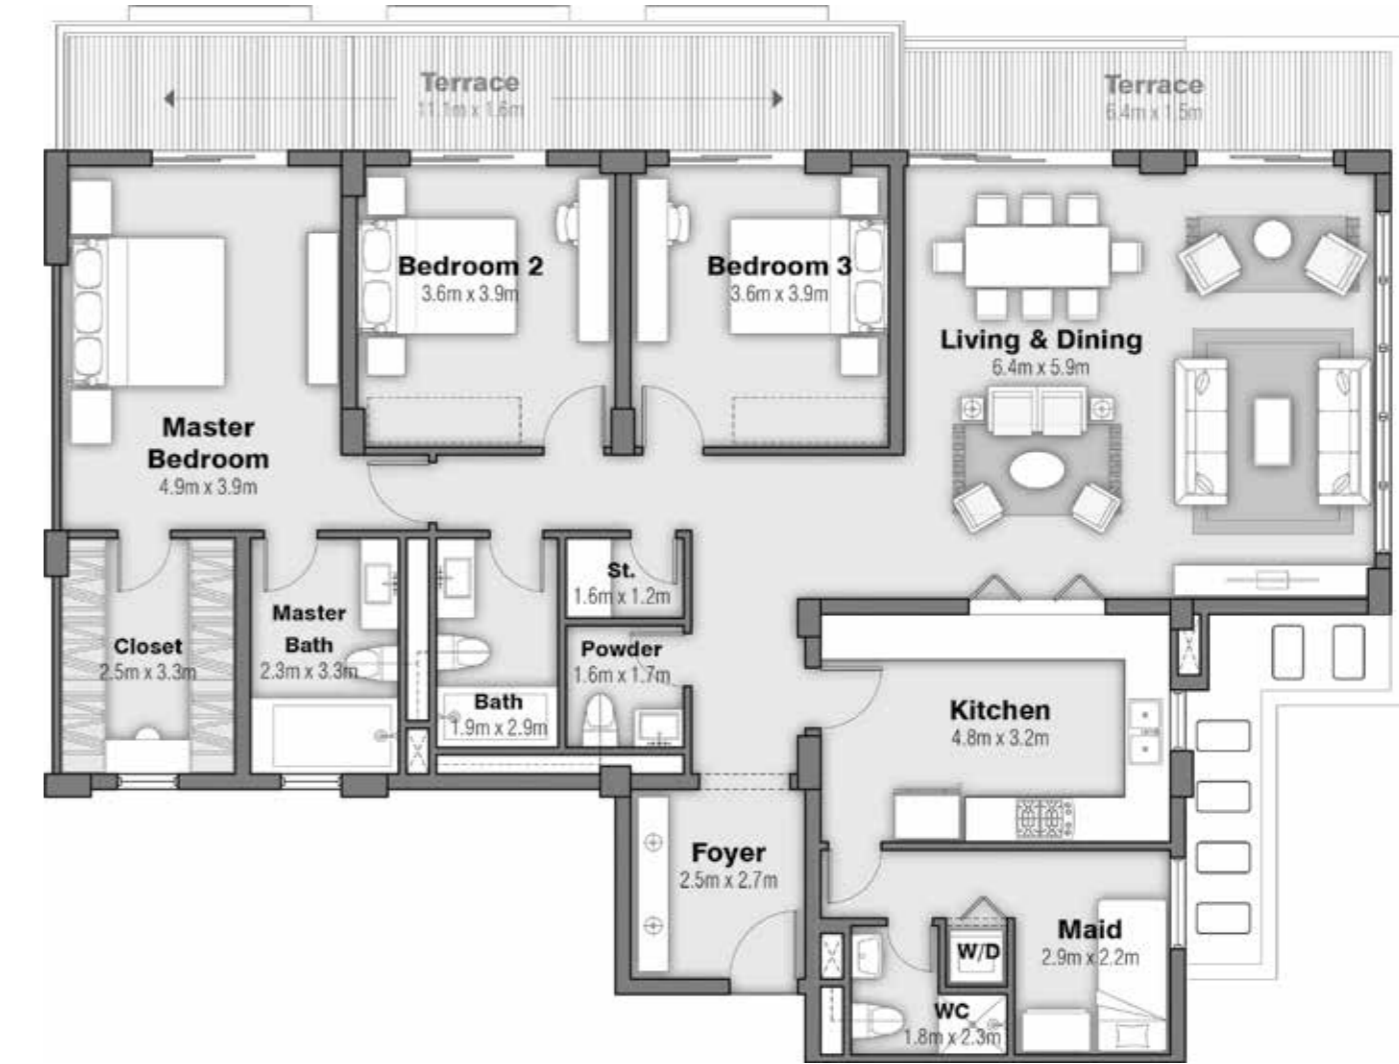 Terrace
11.1m x 1.6m
Terrace
6.4m x 1.5m
Bedroom 2
3.6m x 3.9m
Bedroom 3
3.6m x 3.9m
Living & Dining
6.4m x 5.9m
Master
Bedroom
4.9m x 3.9m
St.
1.6m x 1.2m
Master
Bath
2.3m x 3.3m
Closet
2.5m x 3.3m
Powder
1.6m x 1.7m
Bath
1.9m x 2.9m
Kitchen
4.8m x 3.2m
Foyer
2.5m x 2.7m
Maid
2.9m x 2.2m
W/D
WC
1.8m x 2.3m